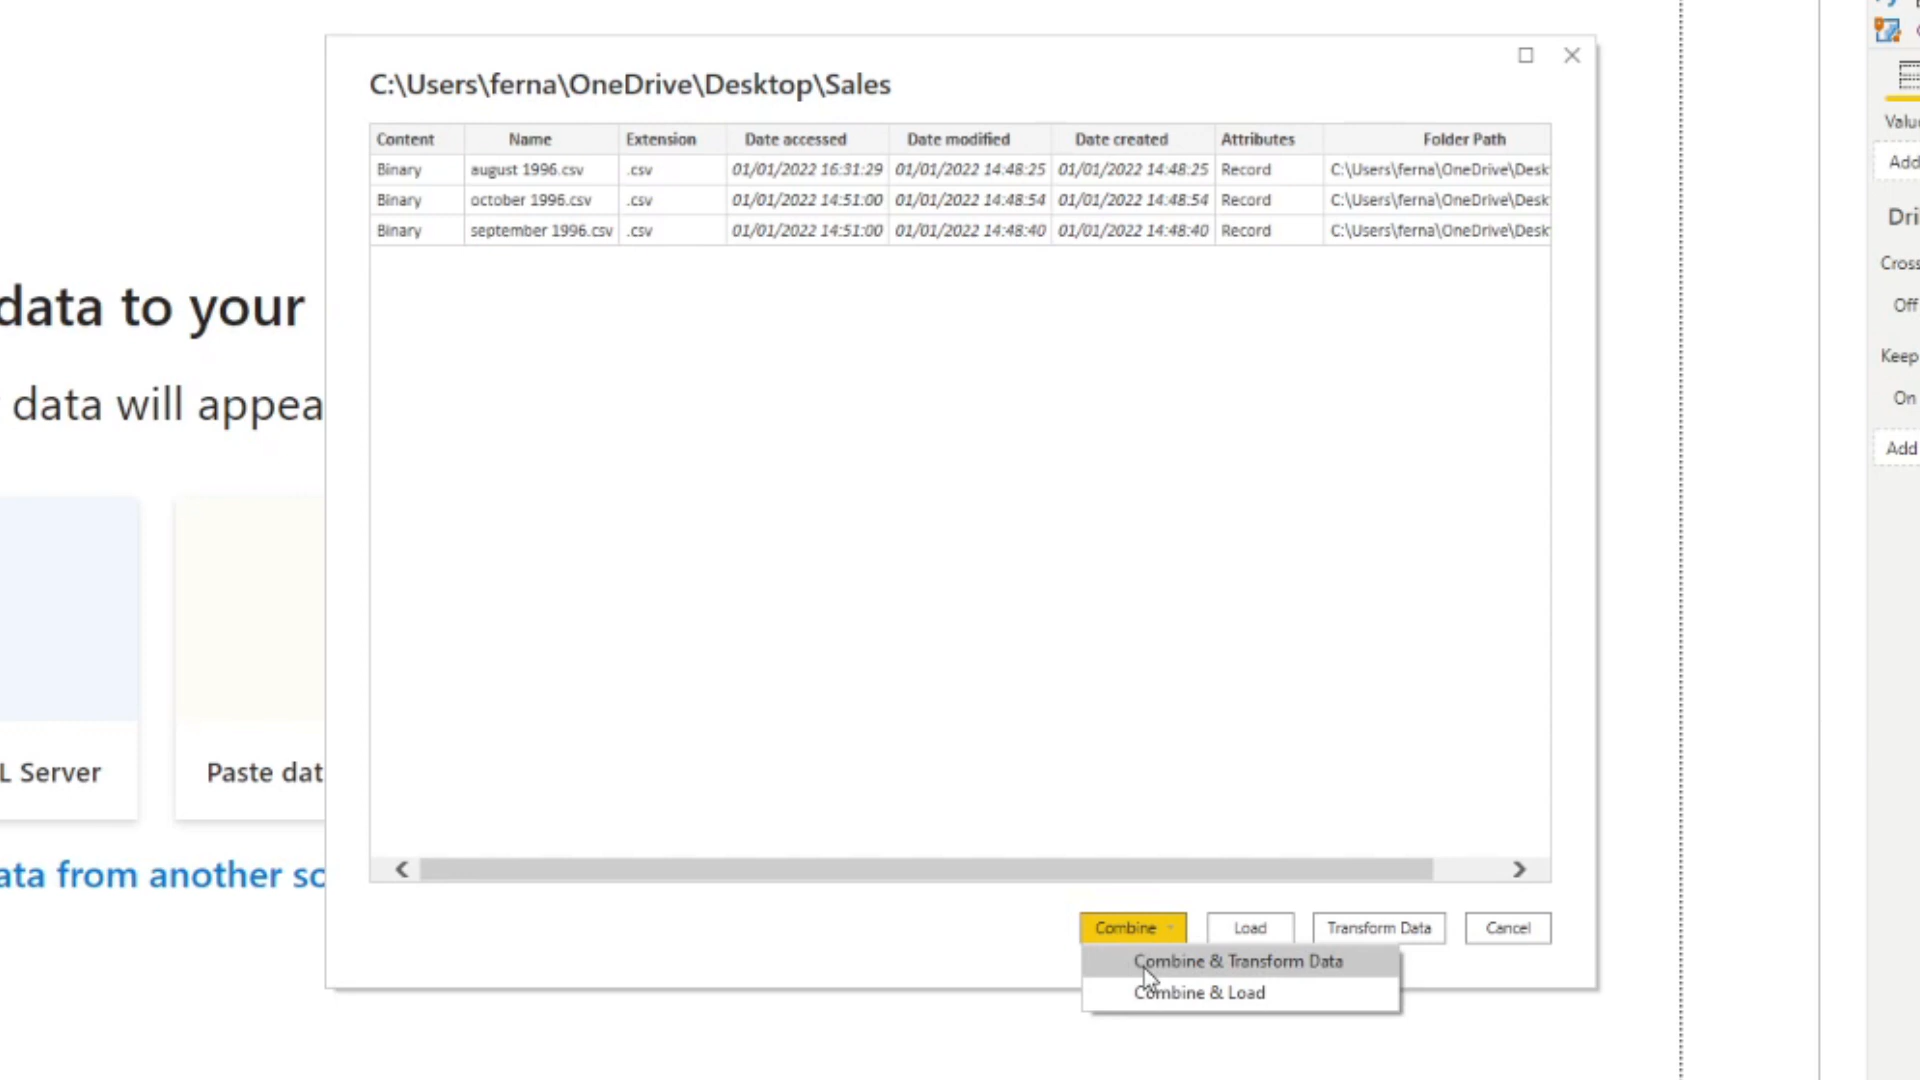 C:\Users\ferna\OneDrive\Desktop\Sales
Content Name Extension Date accessed Date modified Date created Attributes Folder Path
Binary august 1996.csv .csv 01/01/2022 16:31:29 01/01/2022 14:48:25 01/01/2022 14:48:25 Record C:\Users\ferna\OneDrive\Desk
Binary october 1996.csv .csv 01/01/2022 14:51:00 01/01/2022 14:48:54 01/01/2022 14:48:54 Record C:\Users\ferna\OneDrive\Desk
Binary september 1996.csv .csv 01/01/2022 14:51:00 01/01/2022 14:48:40 01/01/2022 14:48:40 Record C:\Users\ferna\OneDrive\Desk
Combine Load Transform Data Cancel
Combine & Transform Data
Combine & Load
data to your
data will appea
L Server
Paste dat
ata from another so
Valu
Add
Dri
Cross
Off
Keep
On
Add